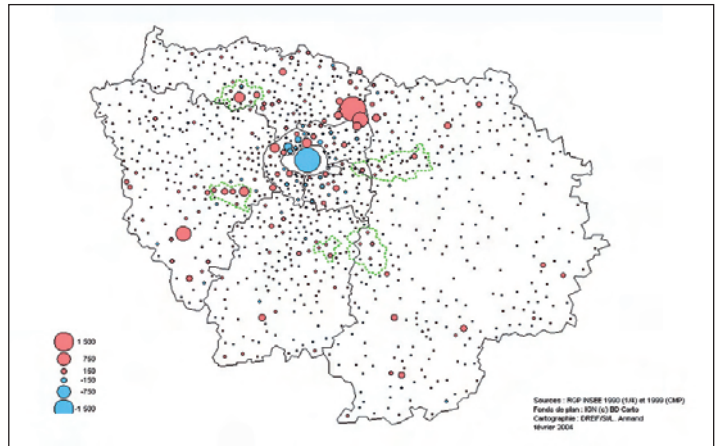 1 500
750
150
-150
-750
-1 500
Sources : RGP INSEE 1990 (1/4) et 1999 (CMP)
Fonds de plan : IGN (c) BD Carto
Cartographie : DREIF/SIVL, Armand
février 2004